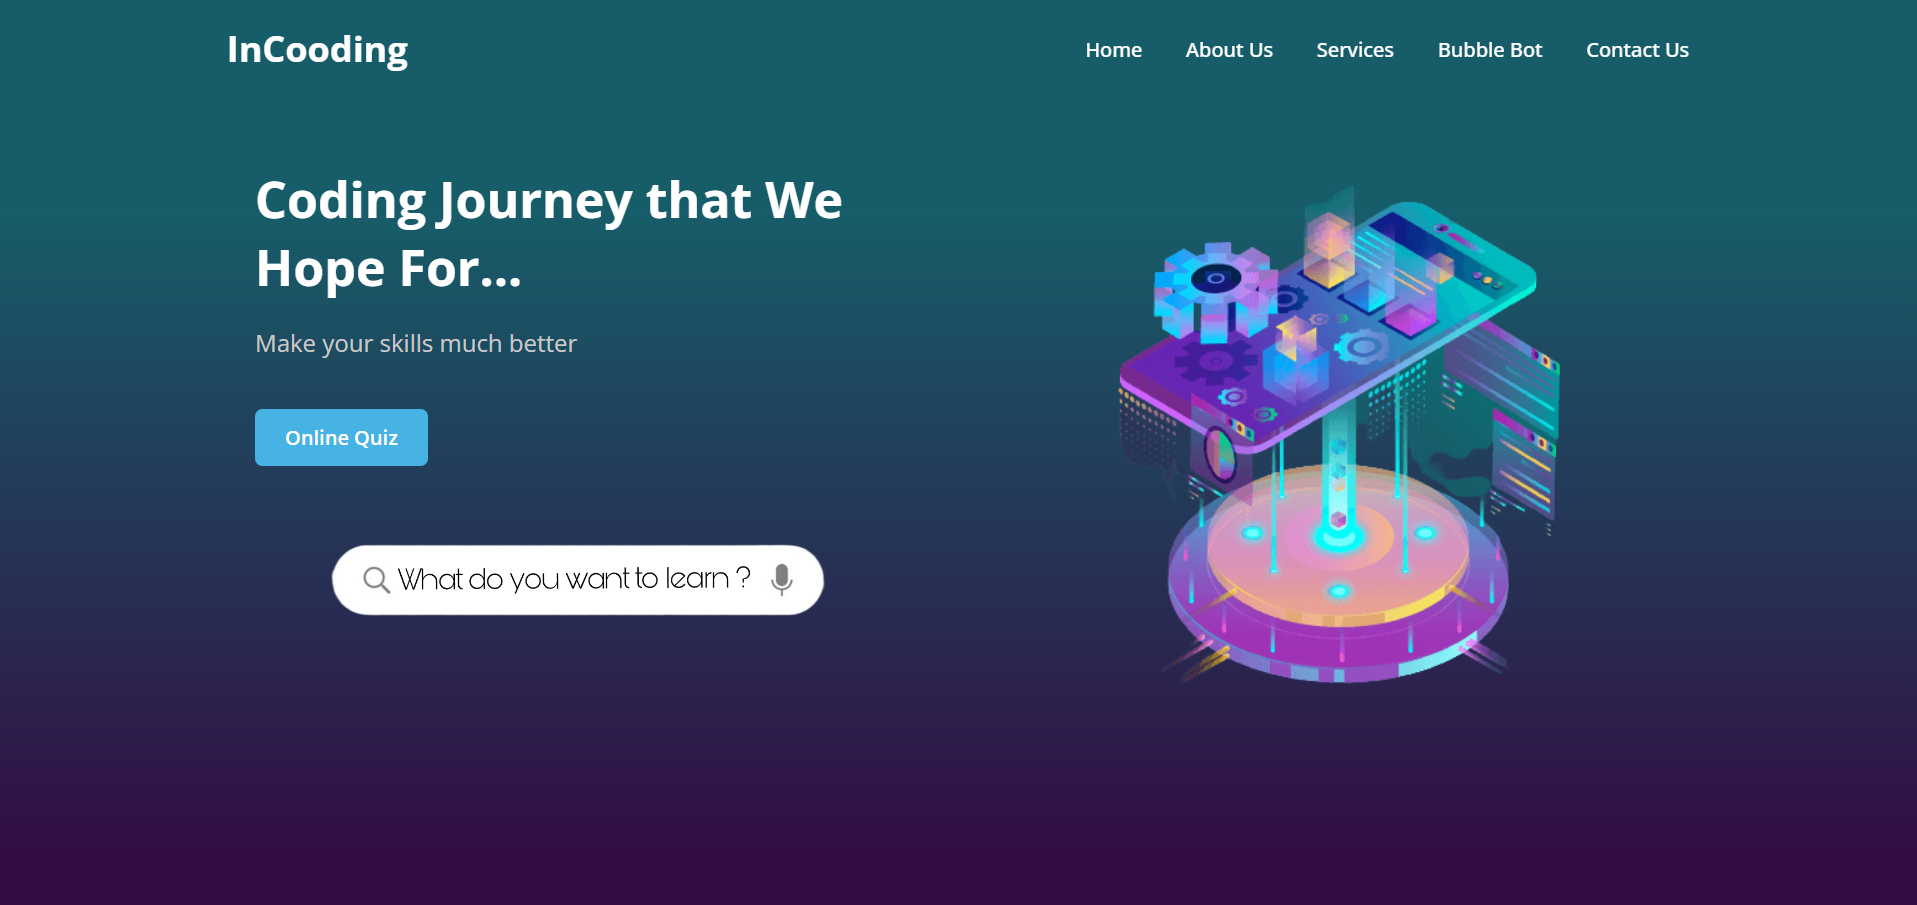 InCooding
Home About Us Services Bubble Bot Contact Us
Coding Journey that We
Hope For...
Make your skills much better
Online Quiz
What do you want to learn ?